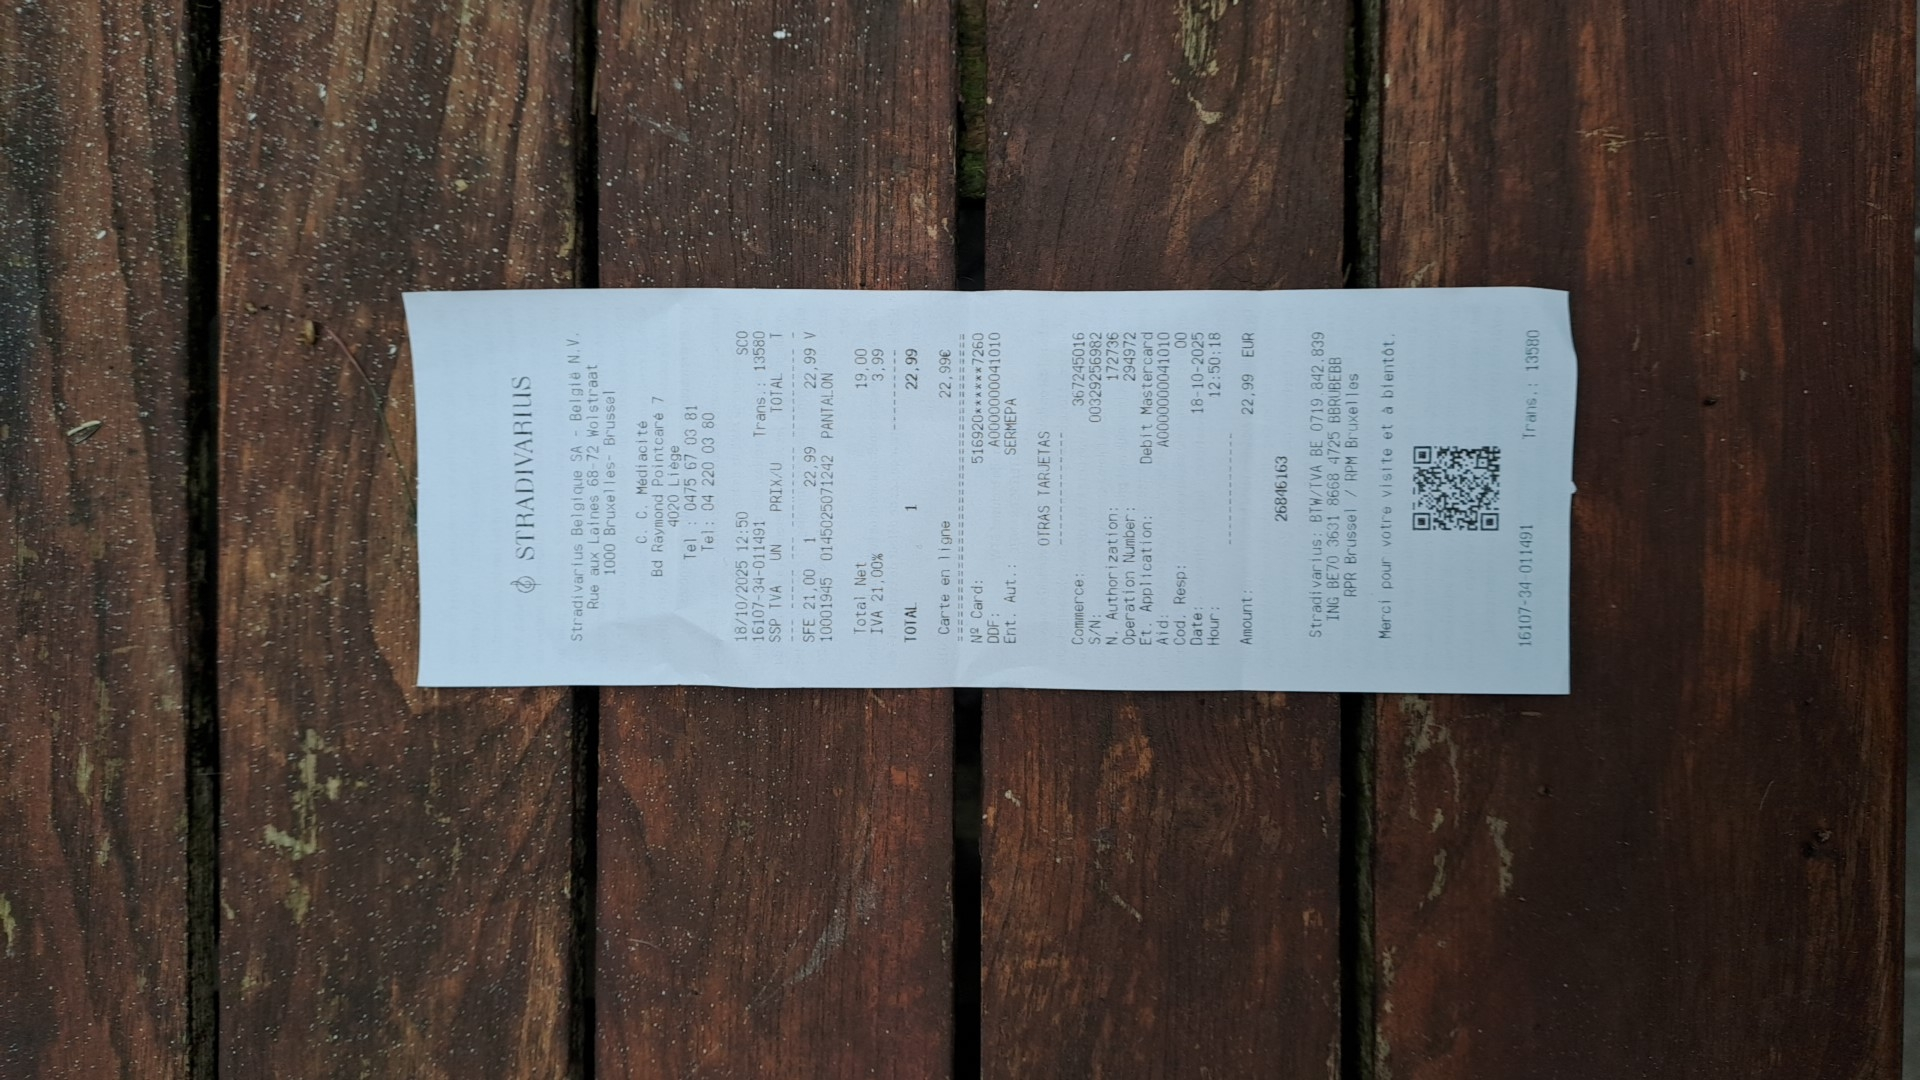 STRADIVARIUS
Stradivarius Belgique SA - België N.V.
Rue aux Laines 68-72 Wolstraat
1000 Bruxelles- Brussel
C. C. Médiacité
Bd Raymond Pointcaré 7
4020 Liège
Tel : 0475 67 03 81
Tel: 04 220 03 80
18/10/2025 12:50 SCO
16107-34-011491 Trans.: 13580
SSP TVA UN PRIX/U TOTAL T
SFE 21,00 1 22,99 22,99 V
10001945 01450250712​42 PANTALON
Total Net 19,00
IVA 21,00% 3,99
TOTAL 1 22,99
Carte en ligne 22,99€
Nº Card: 516920******7260
DDF: A0000000041010
Ent. Aut.: SERMEPA
OTRAS TARJETAS
Commerce: 367245016
S/N: 00329256982
N. Authorization: 172736
Operation Number: 294972
Et. Application: Debit Mastercard
Aid: A0000000041010
Cod. Resp: 00
Date: 18-10-2025
Hour: 12:50:18
Amount: 22,99 EUR
26846163
Stradivarius: BTW/TVA BE 0719.842.839
ING BE70 3631 8668 4725 BBRUBEBB
RPR Brussel / RPM Bruxelles
Merci pour votre visite et à bientôt.
16107-34-011491 Trans.: 13580